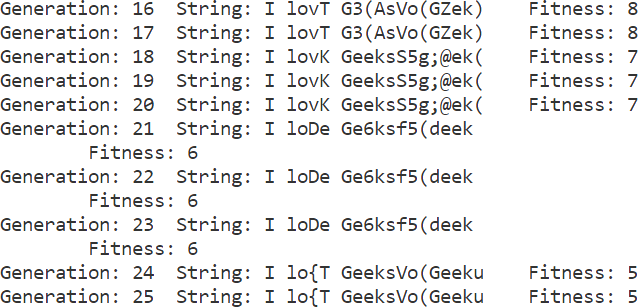 Generation: 16  String: I lovT G3(AsVo(GZek)    Fitness: 8
Generation: 17  String: I lovT G3(AsVo(GZek)    Fitness: 8
Generation: 18  String: I lovK GeeksS5g;@ek(    Fitness: 7
Generation: 19  String: I lovK GeeksS5g;@ek(    Fitness: 7
Generation: 20  String: I lovK GeeksS5g;@ek(    Fitness: 7
Generation: 21  String: I loDe Ge6ksf5(deek
        Fitness: 6
Generation: 22  String: I loDe Ge6ksf5(deek
        Fitness: 6
Generation: 23  String: I loDe Ge6ksf5(deek
        Fitness: 6
Generation: 24  String: I lo{T GeeksVo(Geeku    Fitness: 5
Generation: 25  String: I lo{T GeeksVo(Geeku    Fitness: 5